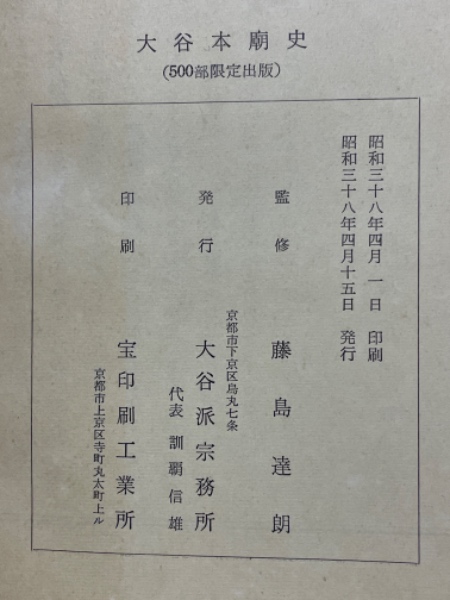 大谷本廟史
(500部限定出版)
昭和三十八年四月一日 印刷
昭和三十八年四月十五日 発行
監修 藤島達朗
京都市下京区烏丸七条
発行 大谷派宗務所
代表 訓覇信雄
印刷 宝印刷工業所
京都市上京区寺町丸太町上ル